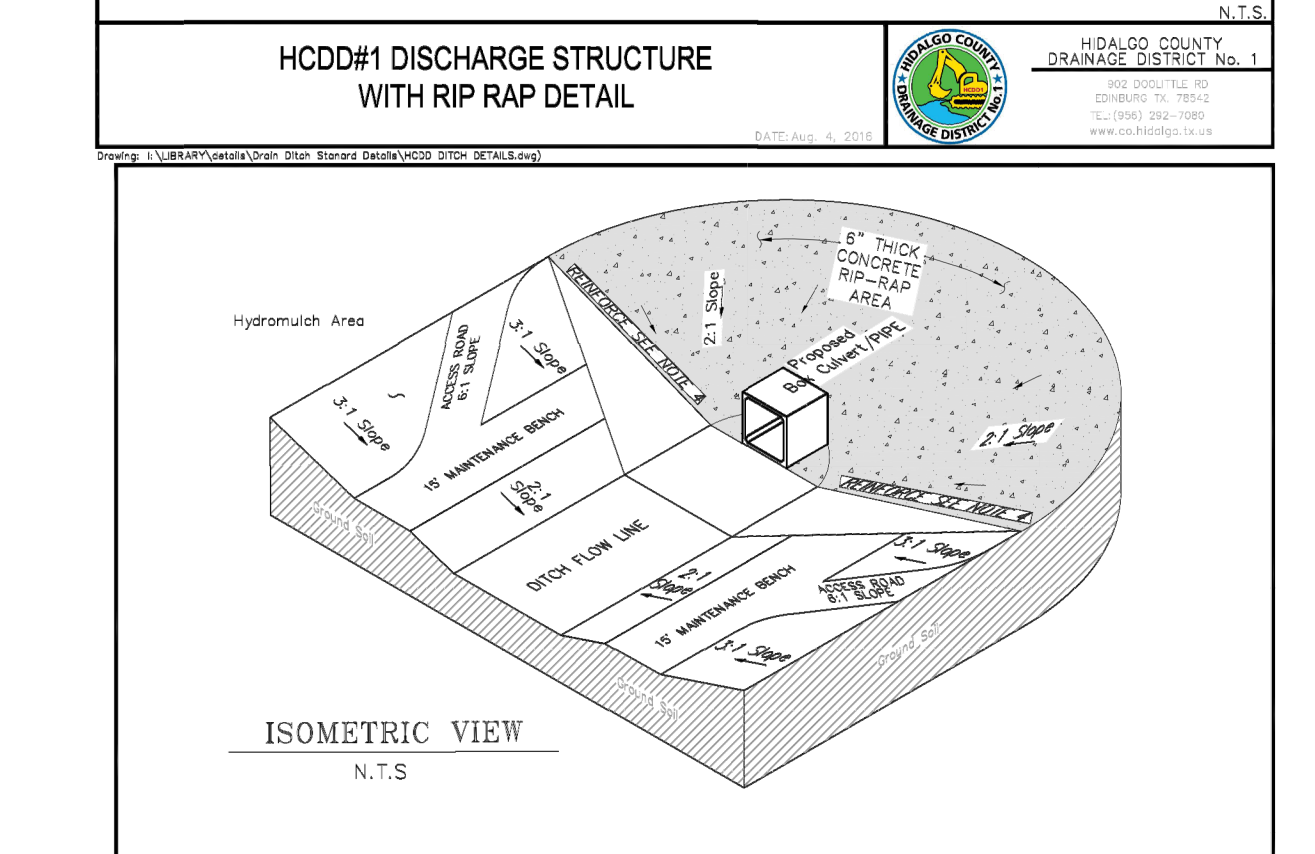 N.T.S.
HCDD#1 DISCHARGE STRUCTURE
WITH RIP RAP DETAIL
DATE: Aug. 4, 2016
HIDALGO COUNTY
DRAINAGE DISTRICT No.1
HCDD1
HIDALGO COUNTY
DRAINAGE DISTRICT No. 1
902 DOOLITTLE RD
EDINBURG TX. 78542
TEL:(956) 292-7080
www.co.hidalgo.tx.us
Drawing: I:\LIBRARY\details\Drain Ditch Stanard Details\HCDD DITCH DETAILS.dwg)
6" THICK
CONCRETE
RIP-RAP
AREA
REINFORCE SEE NOTE 4
2:1 Slope
Hydromulch Area
3:1 Slope
ACCESS ROAD
6:1 SLOPE
Proposed
Box Culvert/PIPE
3:1 Slope
15' MAINTENANCE BENCH
2:1 Slope
2:1
Slope
REINFORCE SEE NOTE 4
Ground Soil
DITCH FLOW LINE
3:1 Slope
2:1
Slope
15' MAINTENANCE BENCH
ACCESS ROAD
6:1 SLOPE
3:1 Slope
Ground Soil
Ground Soil
ISOMETRIC VIEW
N.T.S